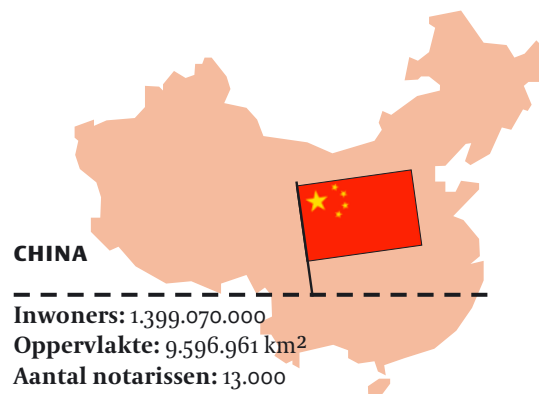 CHINA
Inwoners: 1.399.070.000
Oppervlakte: 9.596.961 km²
Aantal notarissen: 13.000